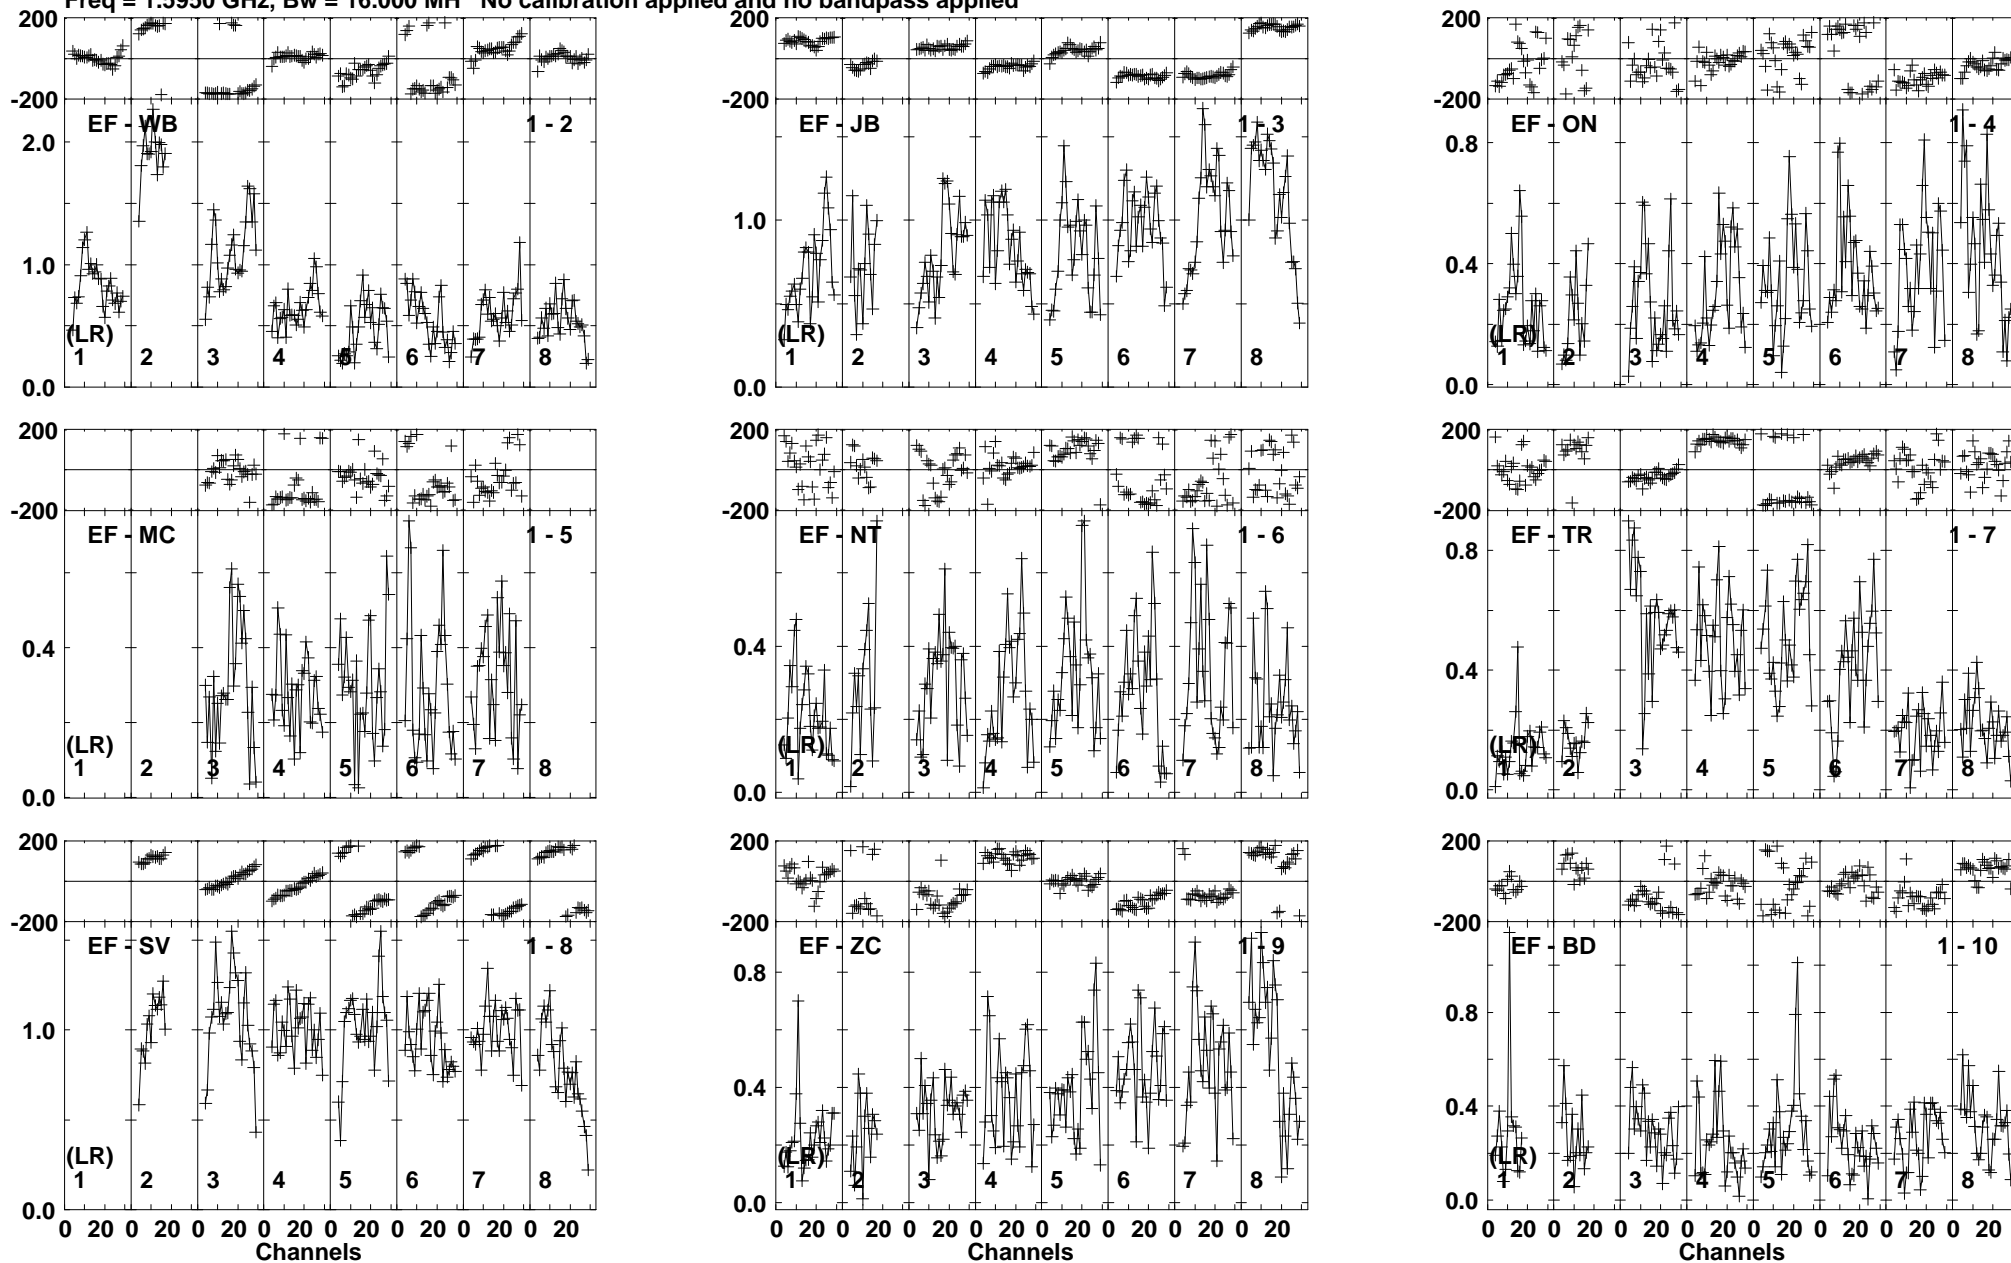 Freq = 1.5950 GHz, Bw = 16.000 MH No calibration applied and no bandpass applied
200 200 200
-200 -200 -200
EF - WB 1 - 2 EF - JB 1 - 3 EF - ON 1 - 4
2.0 0.8
1.0 1.0 0.4
(LR) (LR) (LR)
1 2 3 4 5 6 7 8 1 2 3 4 5 6 7 8 1 2 3 4 5 6 7 8
0.0 0.0 0.0
200 200 200
-200 -200 -200
EF - MC 1 - 5 EF - NT 1 - 6 EF - TR 1 - 7
0.8
0.4 0.4 0.4
(LR) (LR) (LR)
1 2 3 4 5 6 7 8 1 2 3 4 5 6 7 8 1 2 3 4 5 6 7 8
0.0 0.0 0.0
200 200 200
-200 -200 -200
EF - SV 1 - 8 EF - ZC 1 - 9 EF - BD 1 - 10
0.8 0.8
1.0 0.4 0.4
(LR) (LR) (LR)
1 2 3 4 5 6 7 8 1 2 3 4 5 6 7 8 1 2 3 4 5 6 7 8
0.0 0.0 0.0
0 20 0 20 0 20 0 20 0 20 0 20 0 20 0 20 0 20 0 20 0 20 0 20 0 20 0 20 0 20 0 20 0 20 0 20 0 20 0 20 0 20 0 20 0 20 0 20
Channels Channels Channels